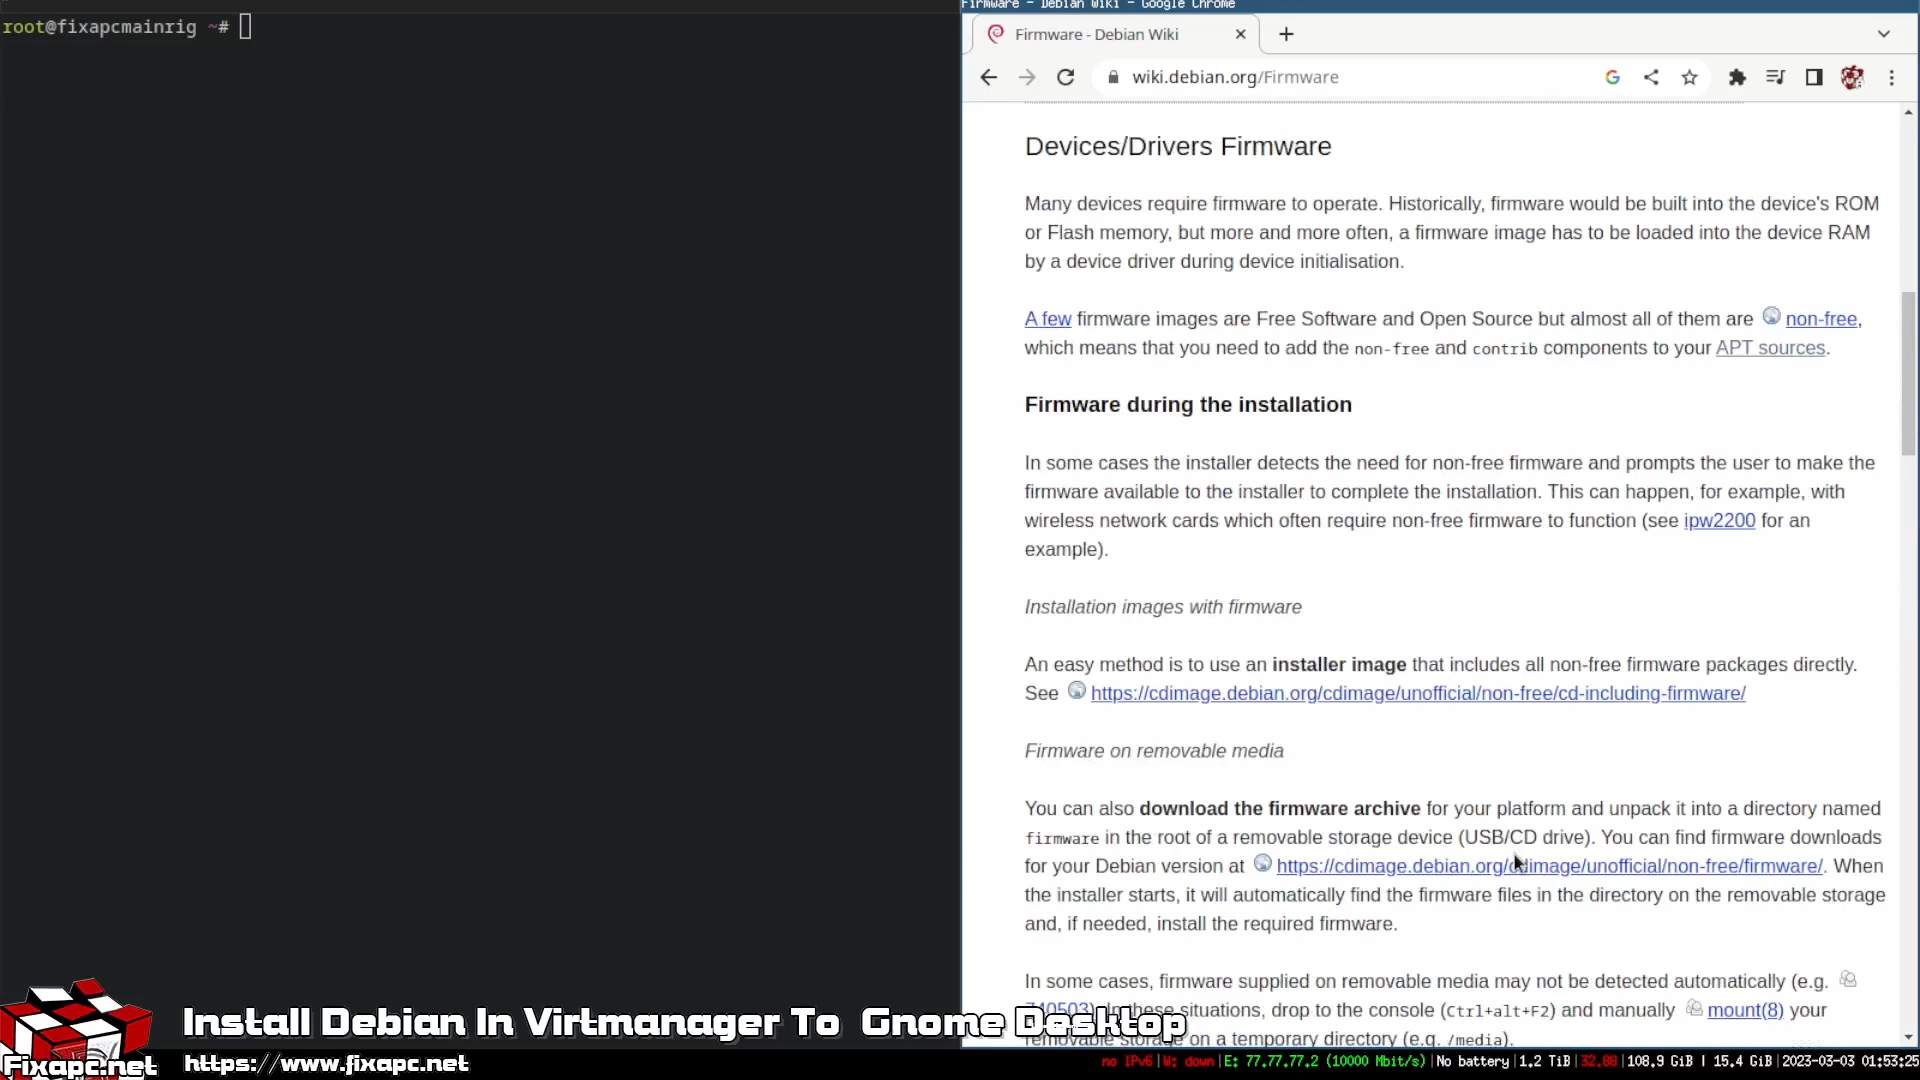 root@fixapcmainrig ~#
Firmware - Debian Wiki - Google Chrome
Firmware - Debian Wiki
wiki.debian.org/Firmware
Devices/Drivers Firmware
Many devices require firmware to operate. Historically, firmware would be built into the device's ROM
or Flash memory, but more and more often, a firmware image has to be loaded into the device RAM
by a device driver during device initialisation.
A few firmware images are Free Software and Open Source but almost all of them are non-free,
which means that you need to add the non-free and contrib components to your APT sources.
Firmware during the installation
In some cases the installer detects the need for non-free firmware and prompts the user to make the
firmware available to the installer to complete the installation. This can happen, for example, with
wireless network cards which often require non-free firmware to function (see ipw2200 for an
example).
Installation images with firmware
An easy method is to use an installer image that includes all non-free firmware packages directly.
See https://cdimage.debian.org/cdimage/unofficial/non-free/cd-including-firmware/
Firmware on removable media
You can also download the firmware archive for your platform and unpack it into a directory named
firmware in the root of a removable storage device (USB/CD drive). You can find firmware downloads
for your Debian version at https://cdimage.debian.org/cdimage/unofficial/non-free/firmware/. When
the installer starts, it will automatically find the firmware files in the directory on the removable storage
and, if needed, install the required firmware.
In some cases, firmware supplied on removable media may not be detected automatically (e.g.
740503). In these situations, drop to the console (Ctrl+alt+F2) and manually mount(8) your
removable storage on a temporary directory (e.g. /media).
Install Debian In Virtmanager To Gnome Desktop
Fixapc.net
https://www.fixapc.net
no IPv6|W: down|E: 77.77.77.2 (10000 Mbit/s)|No battery|1.2 TiB|32.88|108.9 GiB | 15.4 GiB|2023-03-03 01:53:25